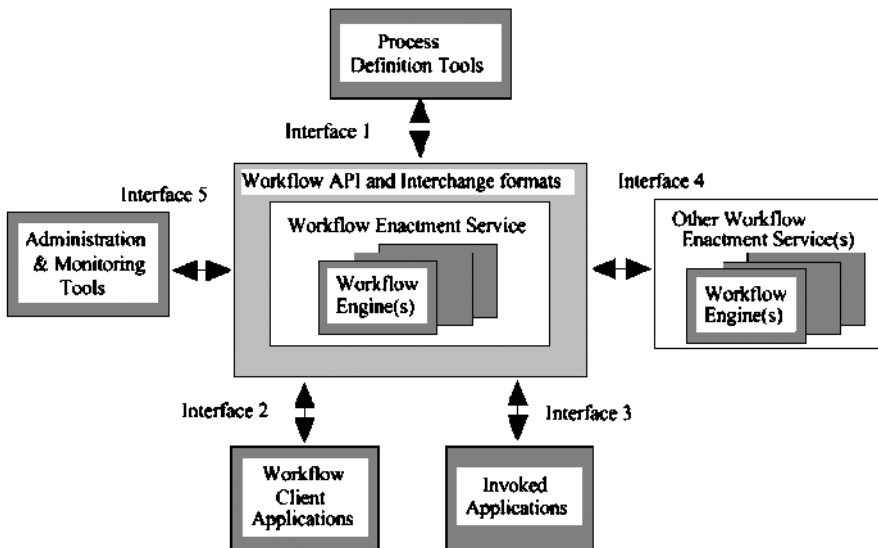 Process
Definition Tools
Interface 1
Workflow API and Interchange formats
Interface 5
Interface 4
Workflow Enactment Service
Workflow
Engine(s)
Administration
& Monitoring
Tools
Other Workflow
Enactment Service(s)
Workflow
Engine(s)
Interface 2
Interface 3
Workflow
Client
Applications
Invoked
Applications